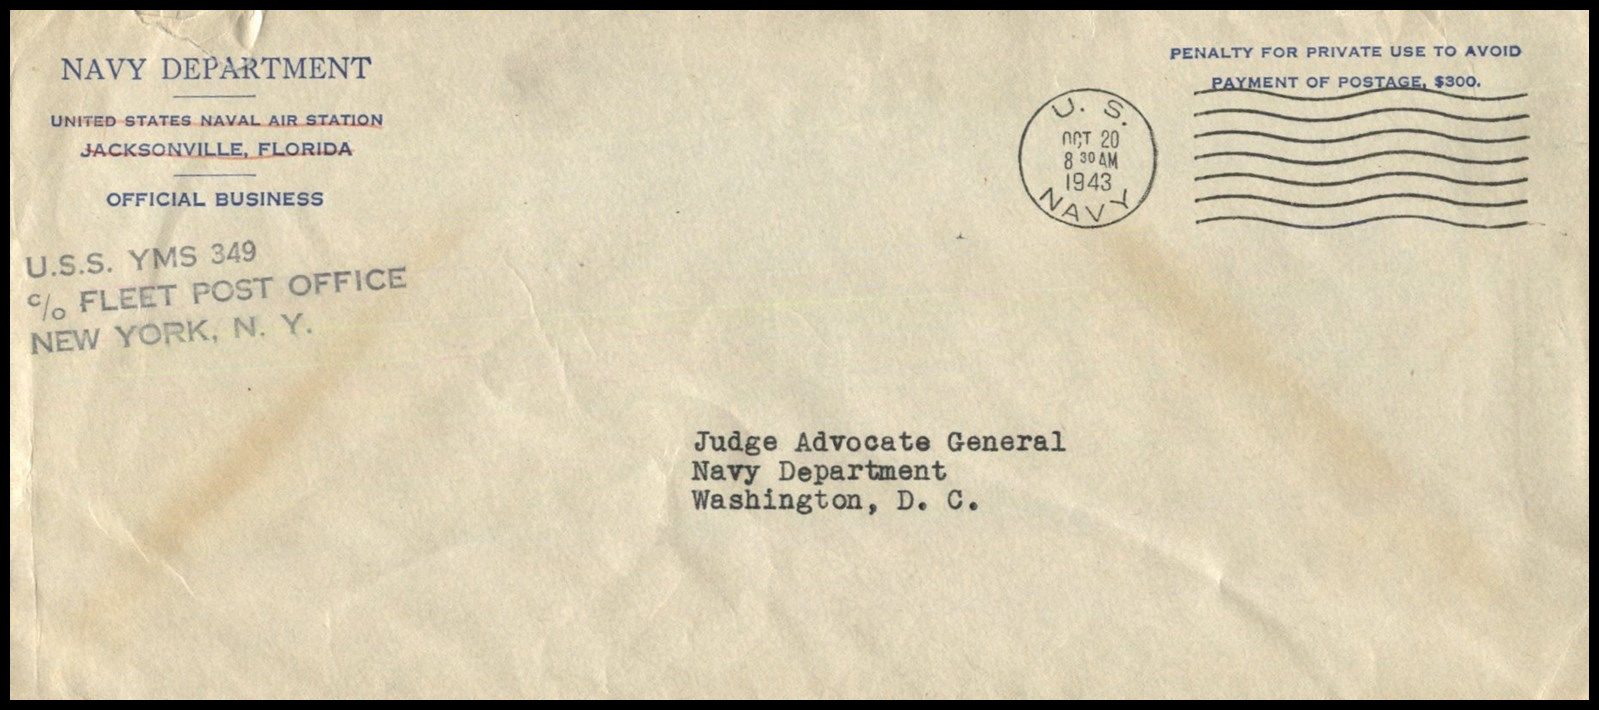 NAVY DEPARTMENT
UNITED STATES NAVAL AIR STATION
JACKSONVILLE, FLORIDA
OFFICIAL BUSINESS
U.S.S. YMS 349
c/o FLEET POST OFFICE
NEW YORK, N. Y.
PENALTY FOR PRIVATE USE TO AVOID
PAYMENT OF POSTAGE, $300.
U. S.
OCT 20
8 30 AM
1943
NAVY
Judge Advocate General
Navy Department
Washington, D. C.